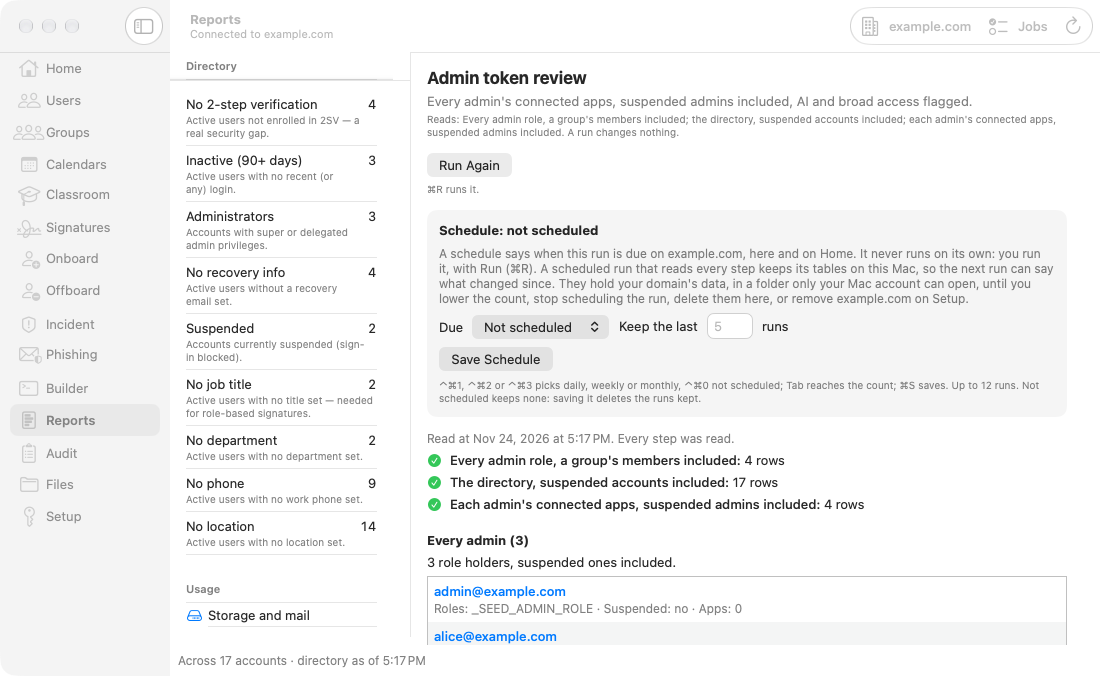 Reports
Connected to example.com
example.com
Jobs
Home
Users
Groups
Calendars
Classroom
Signatures
Onboard
Offboard
Incident
Phishing
Builder
Reports
Audit
Files
Setup
Directory
No 2-step verification 4
Active users not enrolled in 2SV — a
real security gap.
Inactive (90+ days) 3
Active users with no recent (or
any) login.
Administrators 3
Accounts with super or delegated
admin privileges.
No recovery info 4
Active users without a recovery
email set.
Suspended 2
Accounts currently suspended (sign-
in blocked).
No job title 2
Active users with no title set — needed
for role-based signatures.
No department 2
Active users with no department set.
No phone 9
Active users with no work phone set.
No location 14
Active users with no location set.
Usage
Storage and mail
Across 17 accounts · directory as of 5:17 PM
Admin token review
Every admin's connected apps, suspended admins included, AI and broad access flagged.
Reads: Every admin role, a group's members included; the directory, suspended accounts included; each admin's connected apps,
suspended admins included. A run changes nothing.
Run Again
⌘R runs it.
Schedule: not scheduled
A schedule says when this run is due on example.com, here and on Home. It never runs on its own: you run
it, with Run (⌘R). A scheduled run that reads every step keeps its tables on this Mac, so the next run can say
what changed since. They hold your domain's data, in a folder only your Mac account can open, until you
lower the count, stop scheduling the run, delete them here, or remove example.com on Setup.
Due Not scheduled Keep the last 5 runs
Save Schedule
^⌘1, ^⌘2 or ^⌘3 picks daily, weekly or monthly, ^⌘0 not scheduled; Tab reaches the count; ⌘S saves. Up to 12 runs. Not
scheduled keeps none: saving it deletes the runs kept.
Read at Nov 24, 2026 at 5:17 PM. Every step was read.
Every admin role, a group's members included: 4 rows
The directory, suspended accounts included: 17 rows
Each admin's connected apps, suspended admins included: 4 rows
Every admin (3)
3 role holders, suspended ones included.
admin@example.com
Roles: _SEED_ADMIN_ROLE · Suspended: no · Apps: 0
alice@example.com